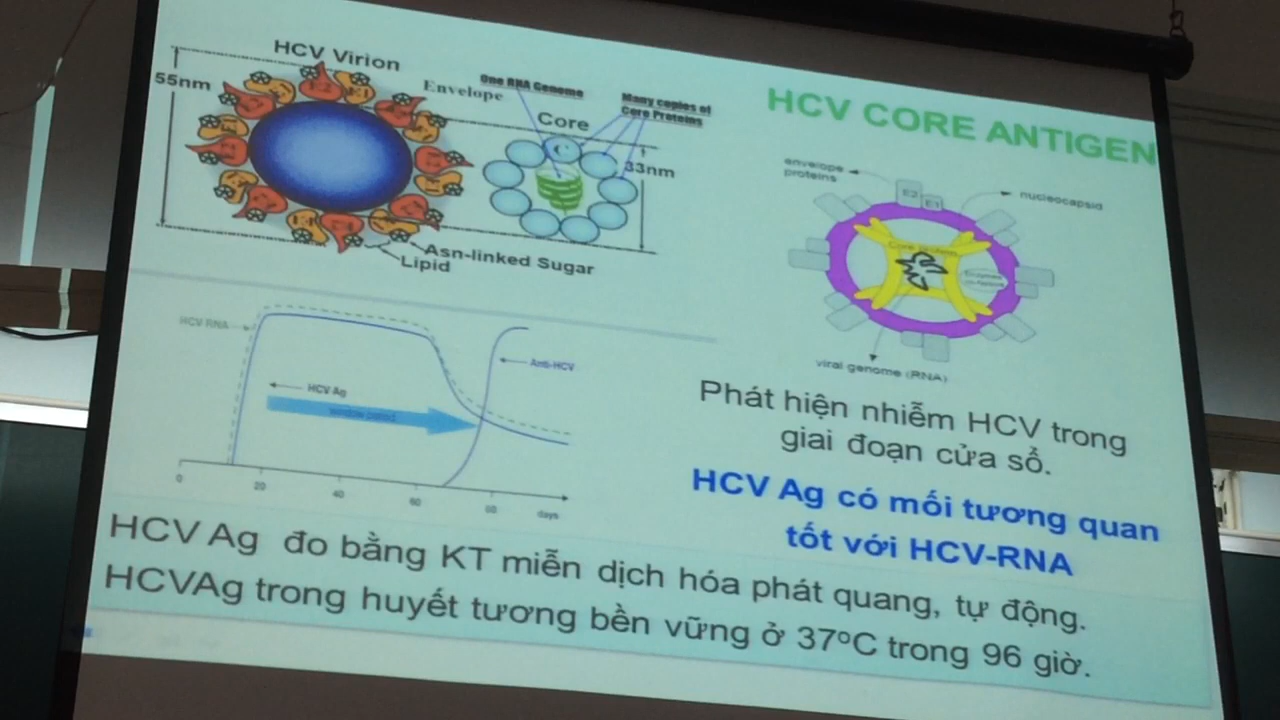 HCV Virion
55nm
Envelope
One RNA Genome
Many copies of
Core Proteins
Core
33nm
Asn-linked Sugar
Lipid
HCV CORE ANTIGEN
envelope
proteins
E2
E1
nucleocapsid
viral genome (RNA)
HCV RNA
Anti-HCV
HCV Ag
window period
0
20
40
60
days
Phát hiện nhiễm HCV trong
giai đoạn cửa sổ.
HCV Ag có mối tương quan
tốt với HCV-RNA
HCV Ag đo bằng KT miễn dịch hóa phát quang, tự động.
HCVAg trong huyết tương bền vững ở 37ºC trong 96 giờ.